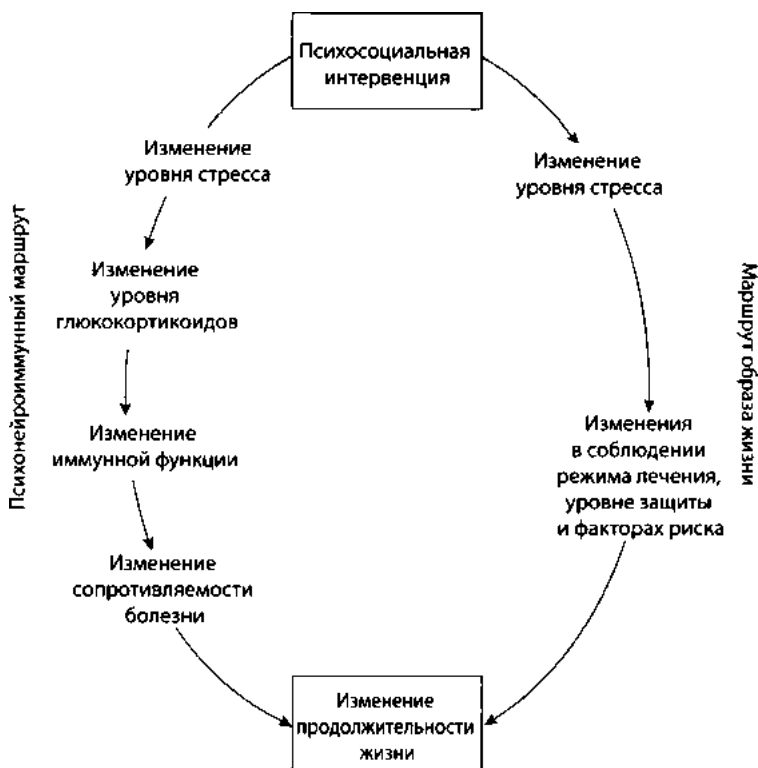 Психосоциальная
интервенция
Изменение
уровня стресса
Изменение
уровня
глюкокортикоидов
Изменение
иммунной функции
Изменение
сопротивляемости
болезни
Психонейроиммунный маршрут
Изменение
уровня стресса
Изменения
в соблюдении
режима лечения,
уровне защиты
и факторах риска
Маршрут образа жизни
Изменение
продолжительности
жизни